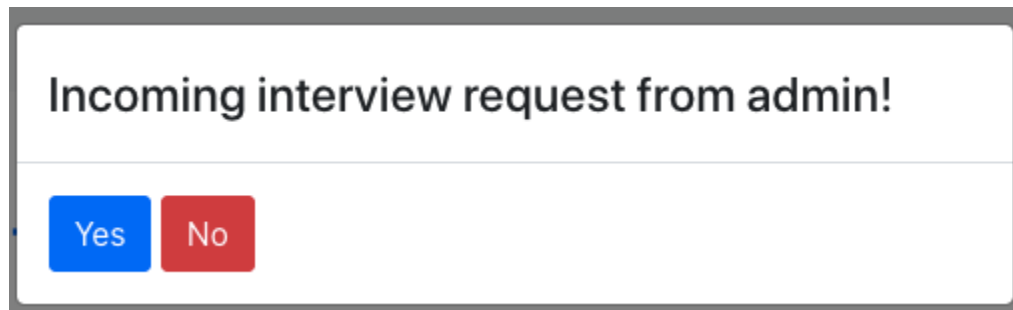 Incoming interview request from admin!
Yes No